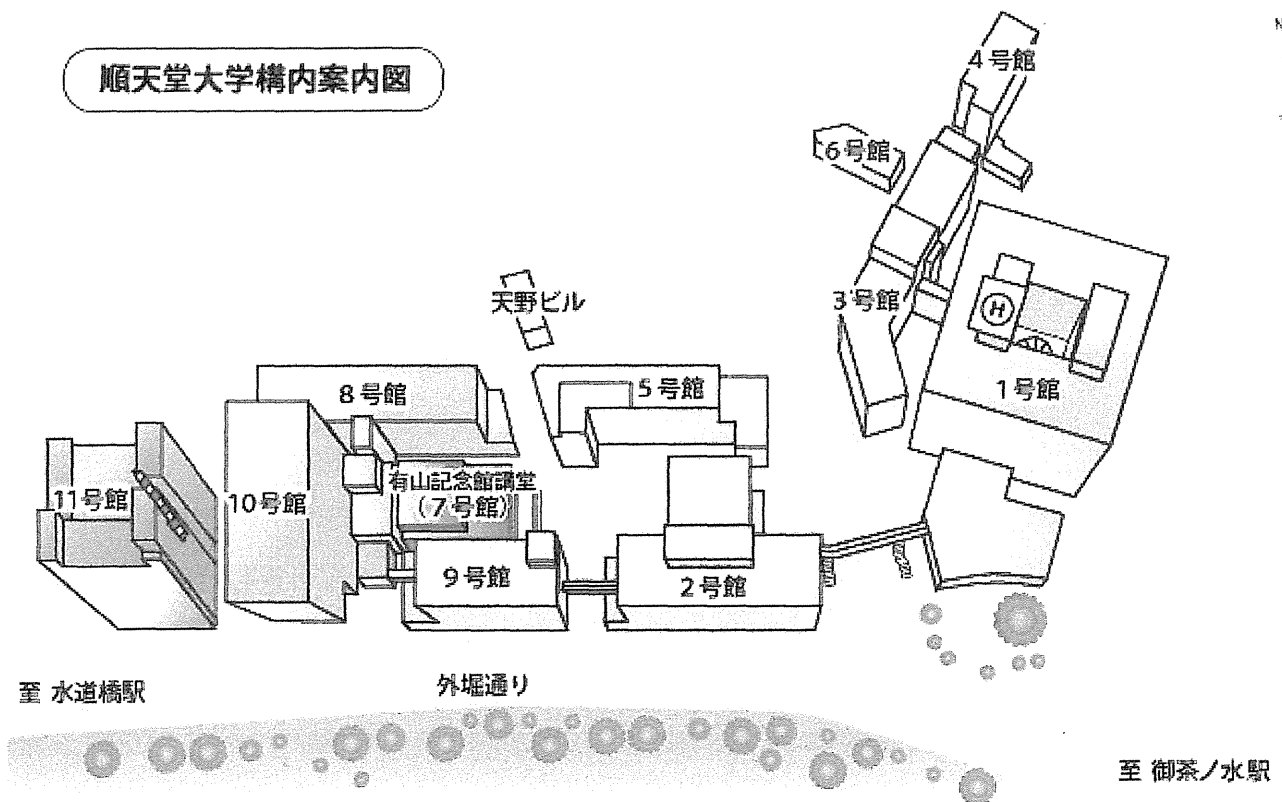 順天堂大学構内案内図
4号館
6号館
天野ビル
3号館
H
1号館
8号館
5号館
11号館
10号館
有山記念館講堂
(7号館)
9号館
2号館
至 水道橋駅
外堀通り
至 御茶ノ水駅